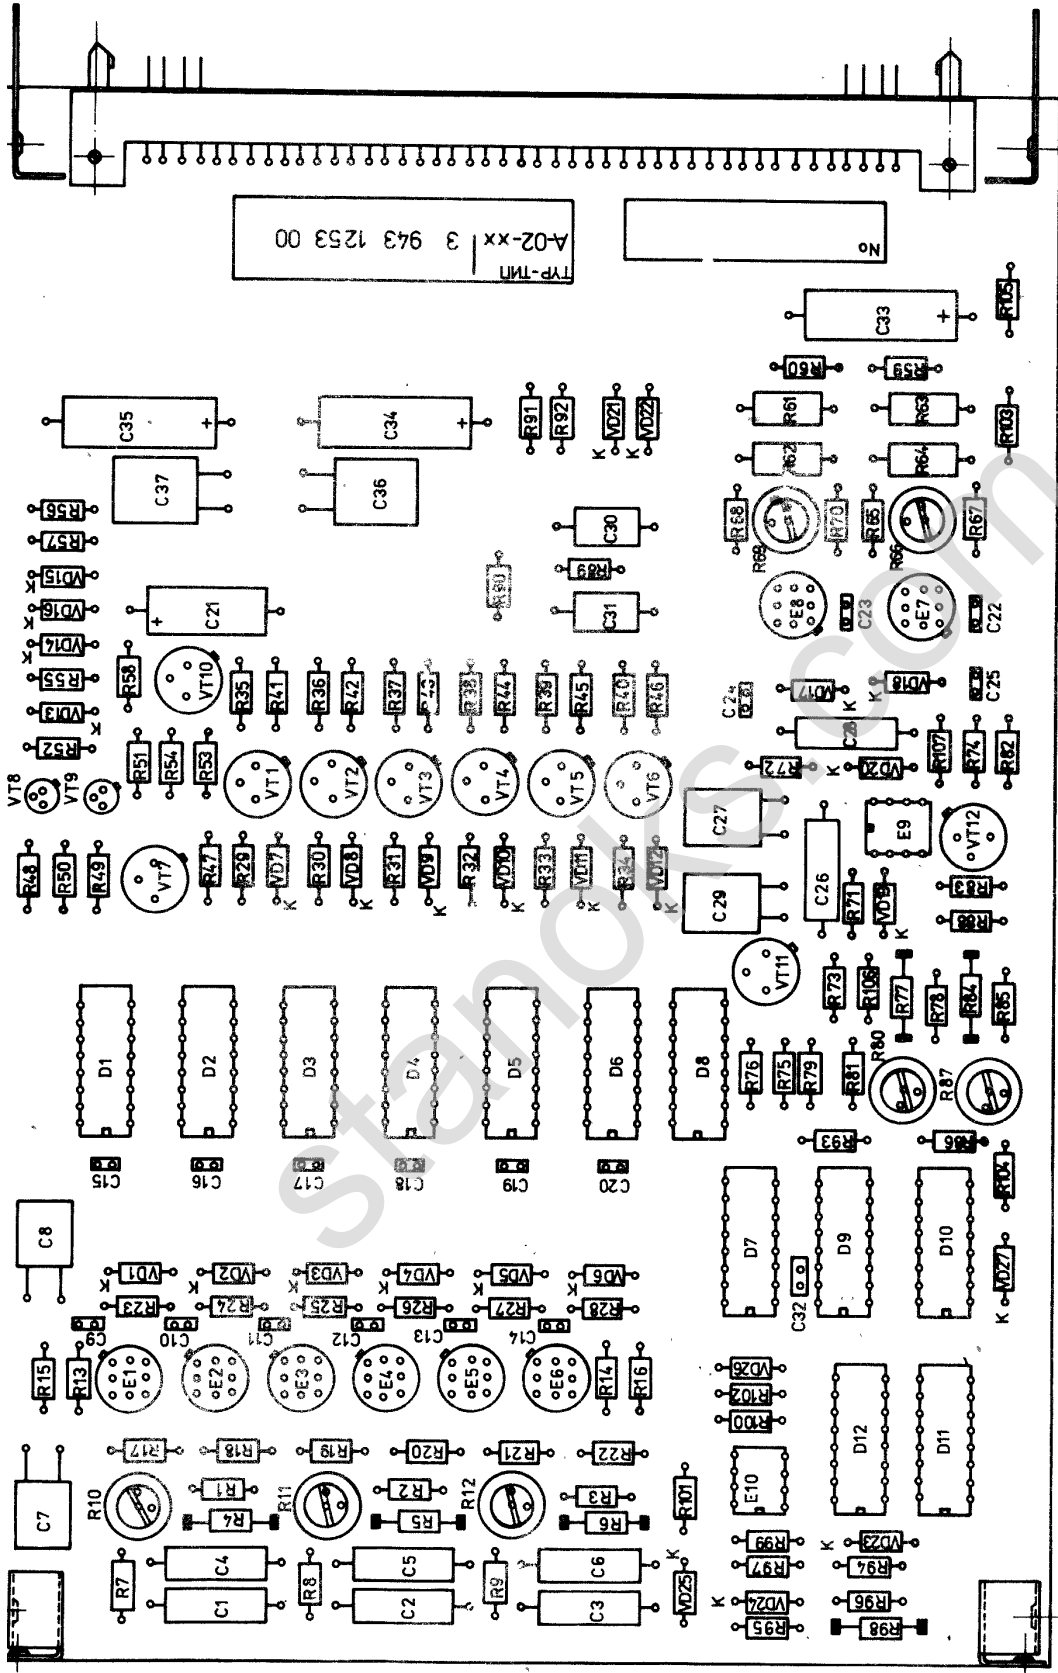 TYP-ТИП
A-02-xx 3 943 1253 00
No
C33
R105
R60
R59
C35
C34
R91
R92
VD21
VD22
K
K
R61
R63
R103
R62
R64
C37
C36
R56
R57
VD15
K
VD16
K
VD14
K
R55
VD13
K
R52
C30
R89
R90
C31
R68
R69
R70
R65
R66
R67
C21
E8
C23
E7
C22
R58
VT10
R35
R41
R36
R42
R37
R43
R38
R44
R39
R45
R40
R46
C24
VD17
K
VD18
K
C25
C28
VT8
VT9
R51
R54
R53
VT1
VT2
VT3
VT4
VT5
VT6
R72
K
VD20
R107
R74
R82
C27
E9
VT12
R48
R50
R49
VT7
R47
R29
VD7
K
R30
VD8
K
R31
VD9
K
R32
VD10
K
R33
VD11
K
R34
VD12
K
C29
C26
R71
VD19
K
R83
R88
VT11
R73
R106
R77
R78
R84
R85
D1
D2
D3
D4
D5
D6
D8
R76
R75
R79
R81
R80
R87
R93
R86
C15
C16
C17
C18
C19
C20
R104
C8
D7
D9
D10
C32
VD27
K
K
VD1
K
VD2
K
VD3
K
VD4
K
VD5
K
VD6
R23
R24
R25
R26
R27
R28
C9
C10
C11
C12
C13
C14
R15
R13
E1
E2
E3
E4
E5
E6
R14
R16
VD26
R102
R100
D12
D11
R17
R18
R19
R20
R21
R22
E10
C7
R10
R1
R4
R11
R2
R5
R12
R3
R6
R101
R99
R97
K
VD23
R94
R7
C4
C1
R8
C5
C2
R9
C6
C3
K
VD25
K
VD24
R95
R96
R98
stanoks.com